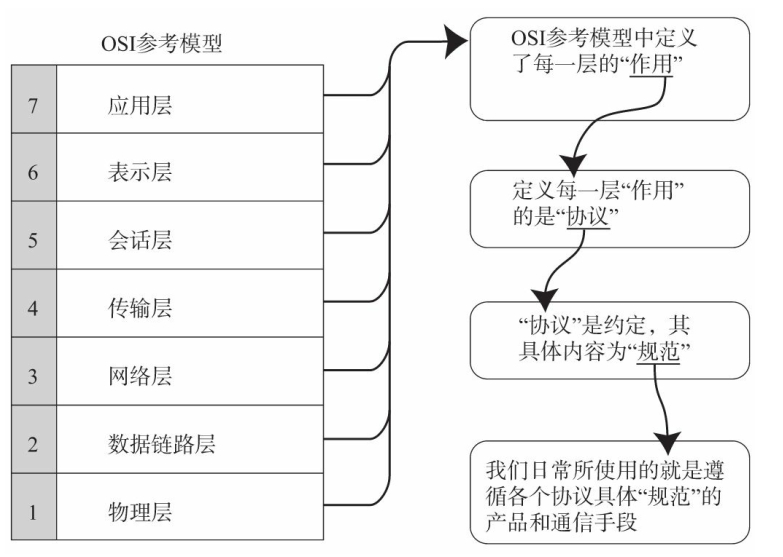 OSI参考模型
7 应用层
6 表示层
5 会话层
4 传输层
3 网络层
2 数据链路层
1 物理层
OSI参考模型中定义
了每一层的“作用”
定义每一层“作用”
的是“协议”
“协议”是约定，其
具体内容为“规范”
我们日常所使用的就是遵
循各个协议具体“规范”的
产品和通信手段